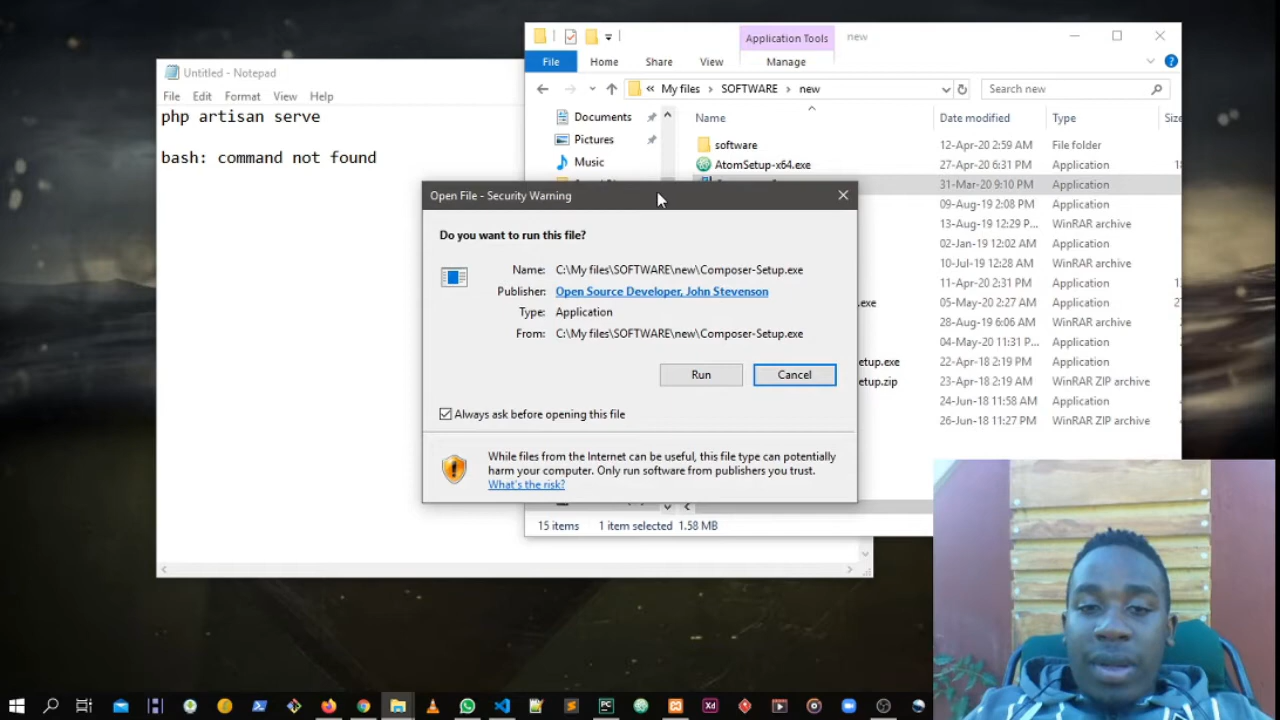 Application Tools
new
Untitled - Notepad
File
Home
Share
View
Manage
File
Edit
Format
View
Help
«
My files
SOFTWARE
new
Search new
php artisan serve
bash: command not found
Documents
Pictures
Music
Name
Date modified
Type
software
12-Apr-20 2:59 AM
File folder
AtomSetup-x64.exe
27-Apr-20 6:31 PM
Application
31-Mar-20 9:10 PM
Application
09-Aug-19 2:08 PM
Application
13-Aug-19 12:29 P...
WinRAR archive
02-Jan-19 12:02 AM
Application
10-Jul-19 12:28 AM
WinRAR archive
11-Apr-20 2:31 PM
Application
.exe
05-May-20 2:27 AM
Application
28-Aug-19 6:06 AM
WinRAR archive
04-May-20 11:31 P...
Application
etup.exe
22-Apr-18 2:19 PM
Application
etup.zip
23-Apr-18 2:19 AM
WinRAR ZIP archive
24-Jun-18 11:58 AM
Application
26-Jun-18 11:27 PM
WinRAR ZIP archive
Open File - Security Warning
Do you want to run this file?
Name:
C:\My files\SOFTWARE\new\Composer-Setup.exe
Publisher:
Open Source Developer, John Stevenson
Type:
Application
From:
C:\My files\SOFTWARE\new\Composer-Setup.exe
Run
Cancel
Always ask before opening this file
While files from the Internet can be useful, this file type can potentially
harm your computer. Only run software from publishers you trust.
What's the risk?
15 items
1 item selected
1.58 MB
PC
Xd